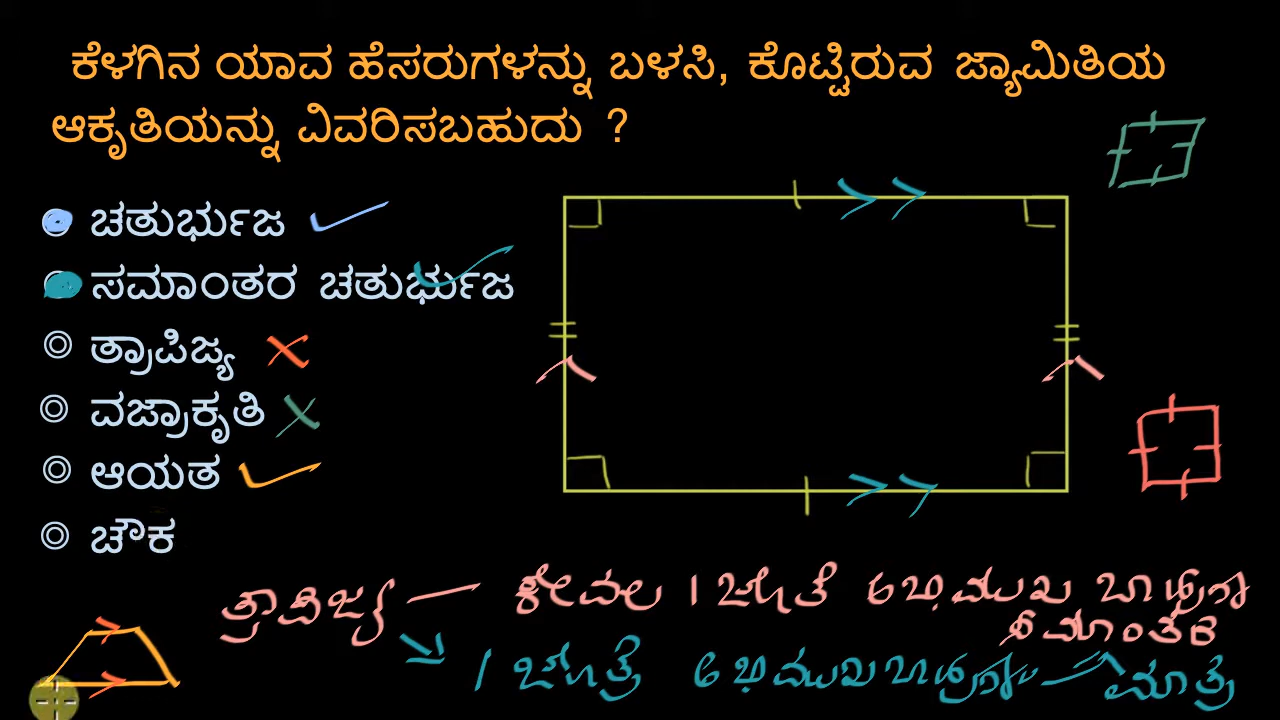 ಕೆಳಗಿನ ಯಾವ ಹೆಸರುಗಳನ್ನು ಬಳಸಿ, ಕೊಟ್ಟಿರುವ ಜ್ಯಾಮಿತಿಯ
ಆಕೃತಿಯನ್ನು ವಿವರಿಸಬಹುದು ?
ಚತುರ್ಭುಜ
ಸಮಾಂತರ ಚತುರ್ಭುಜ
ತ್ರಾಪಿಜ್ಯ
ವಜ್ರಾಕೃತಿ
ಆಯತ
ಚೌಕ
ತ್ರಾಪಿಜ್ಯ – ಕೇವಲ 1 ಜೊತೆ ಅಭಿಮುಖ ಬಾಹುಗಳು
ಸಮಾಂತರ
1 ಜೊತೆ ಅಭಿಮುಖ ಬಾಹುಗಳು ಮಾತ್ರ